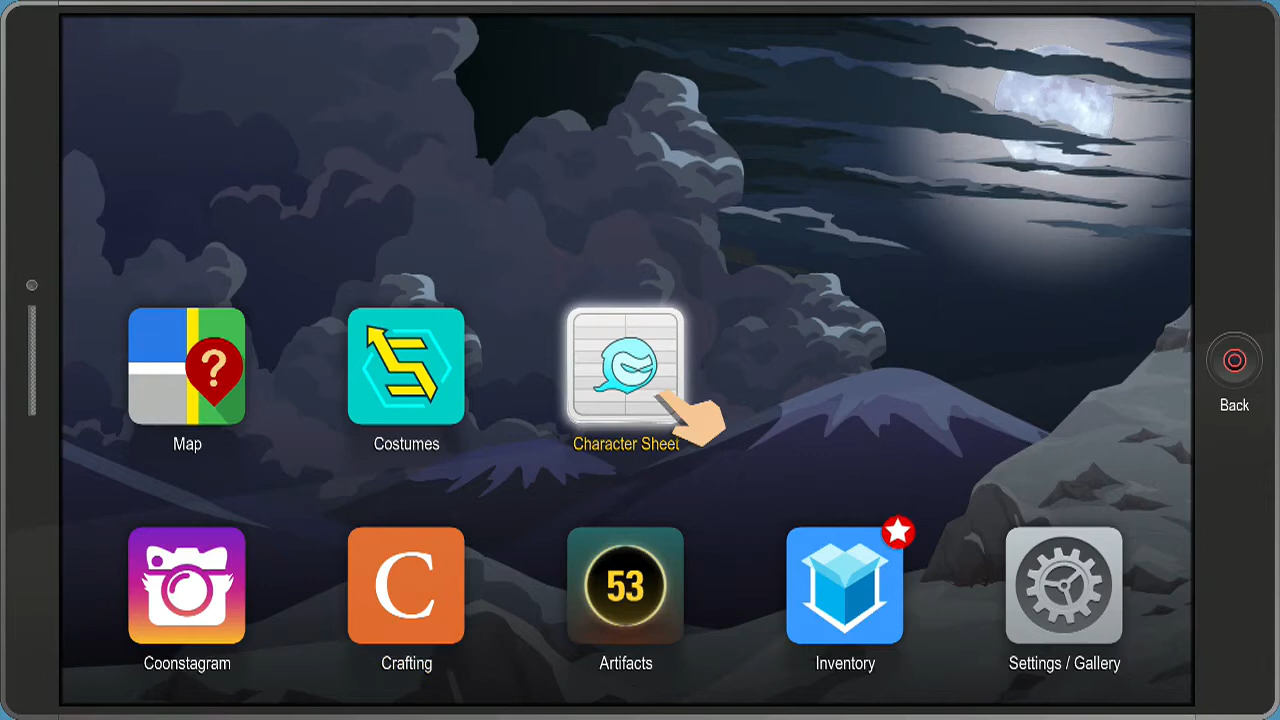 ?
Map
Costumes
Character Sheet
Back
Coonstagram
C
Crafting
53
Artifacts
Inventory
Settings / Gallery